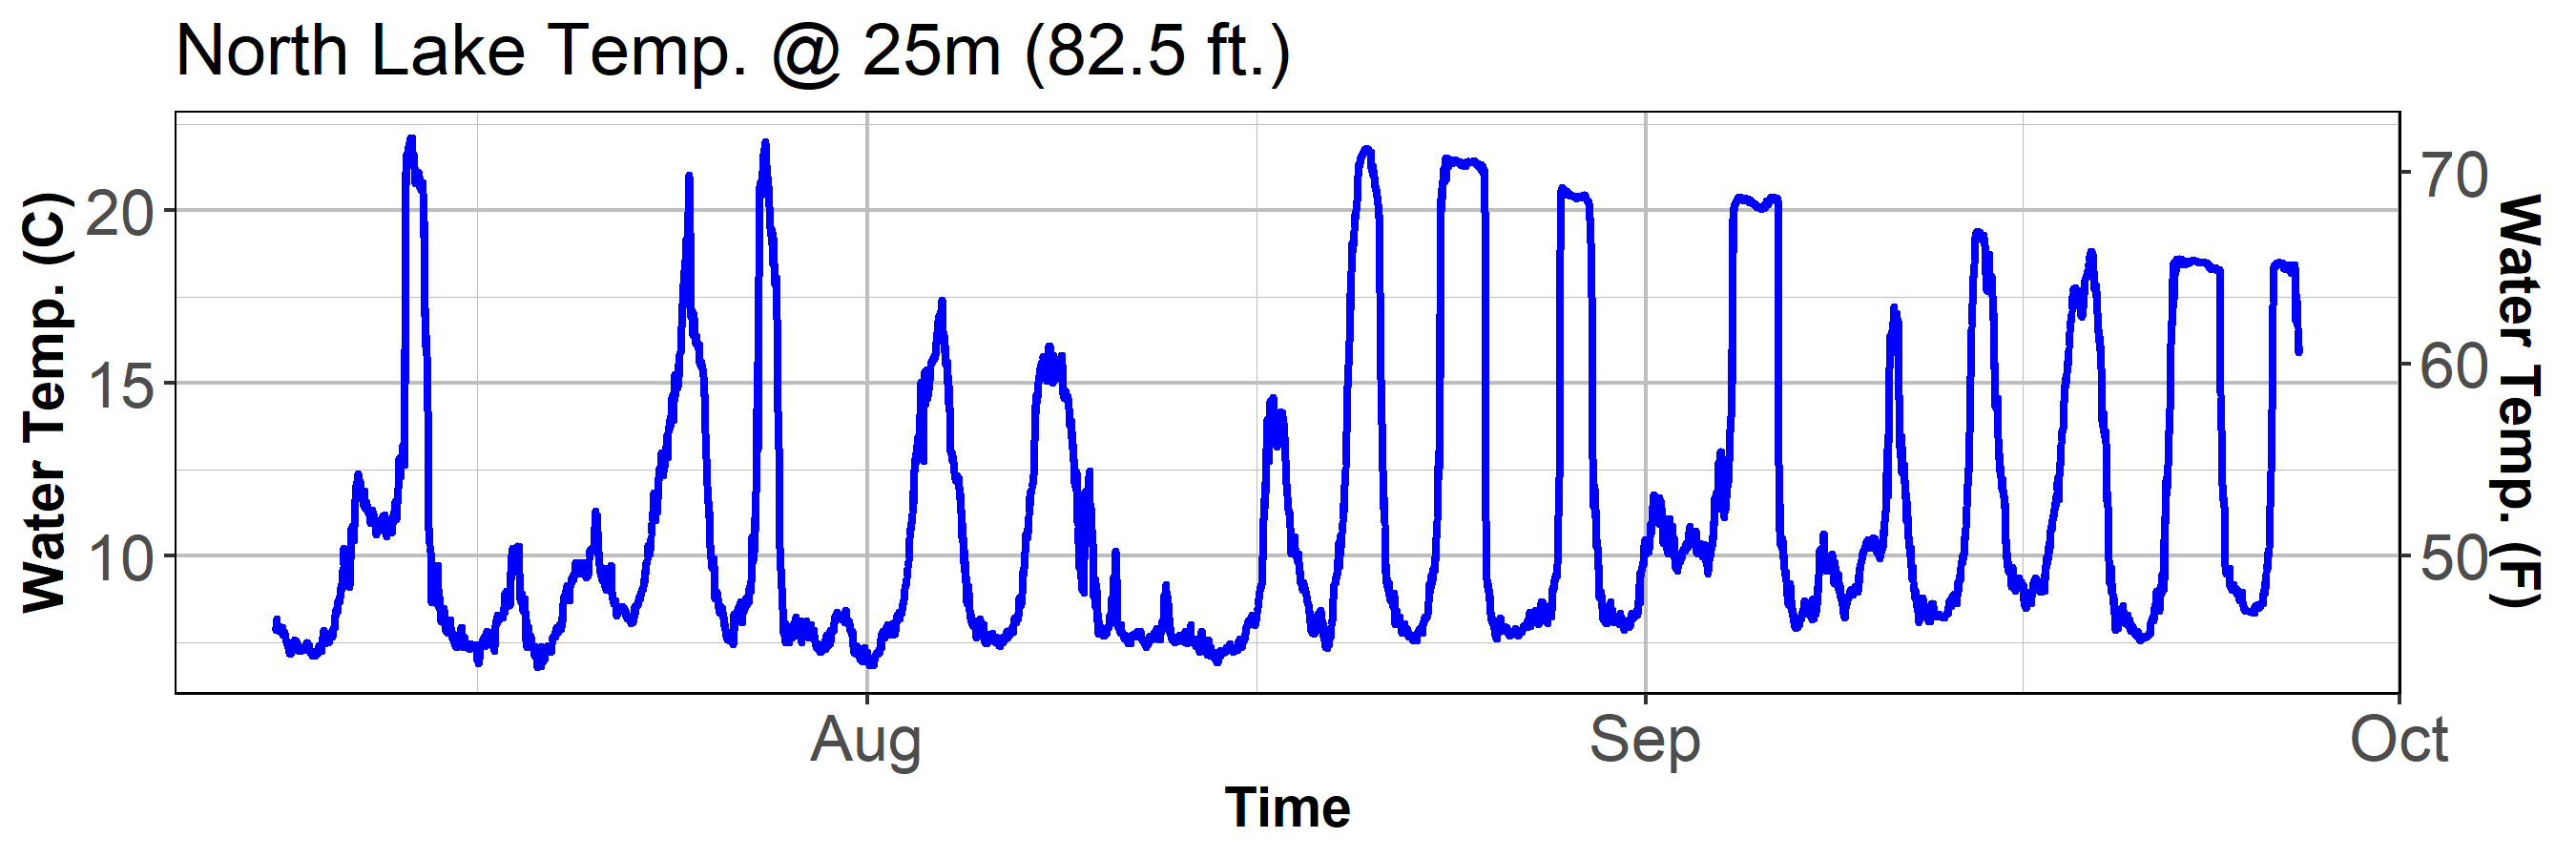 North Lake Temp. @ 25m (82.5 ft.)
Water Temp. (C)
20
15
10
70
60
50
Water Temp. (F)
Aug
Sep
Oct
Time